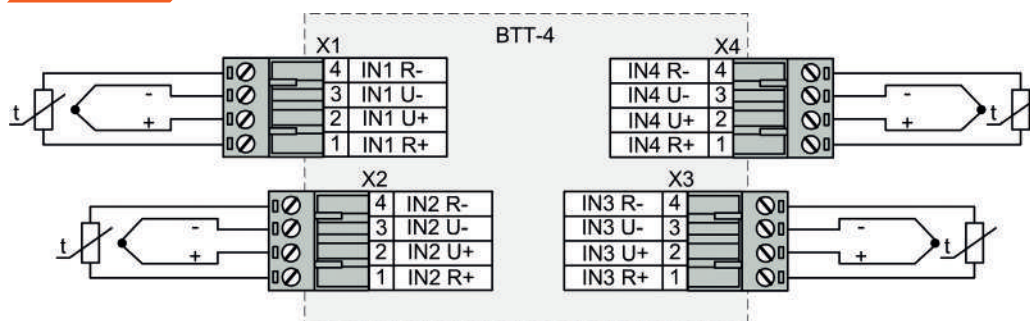 BTT-4
X1
4 IN1 R-
3 IN1 U-
2 IN1 U+
1 IN1 R+
t
-
+
X4
IN4 R- 4
IN4 U- 3
IN4 U+ 2
IN4 R+ 1
-
+
t
X2
4 IN2 R-
3 IN2 U-
2 IN2 U+
1 IN2 R+
t
-
+
X3
IN3 R- 4
IN3 U- 3
IN3 U+ 2
IN3 R+ 1
-
+
t